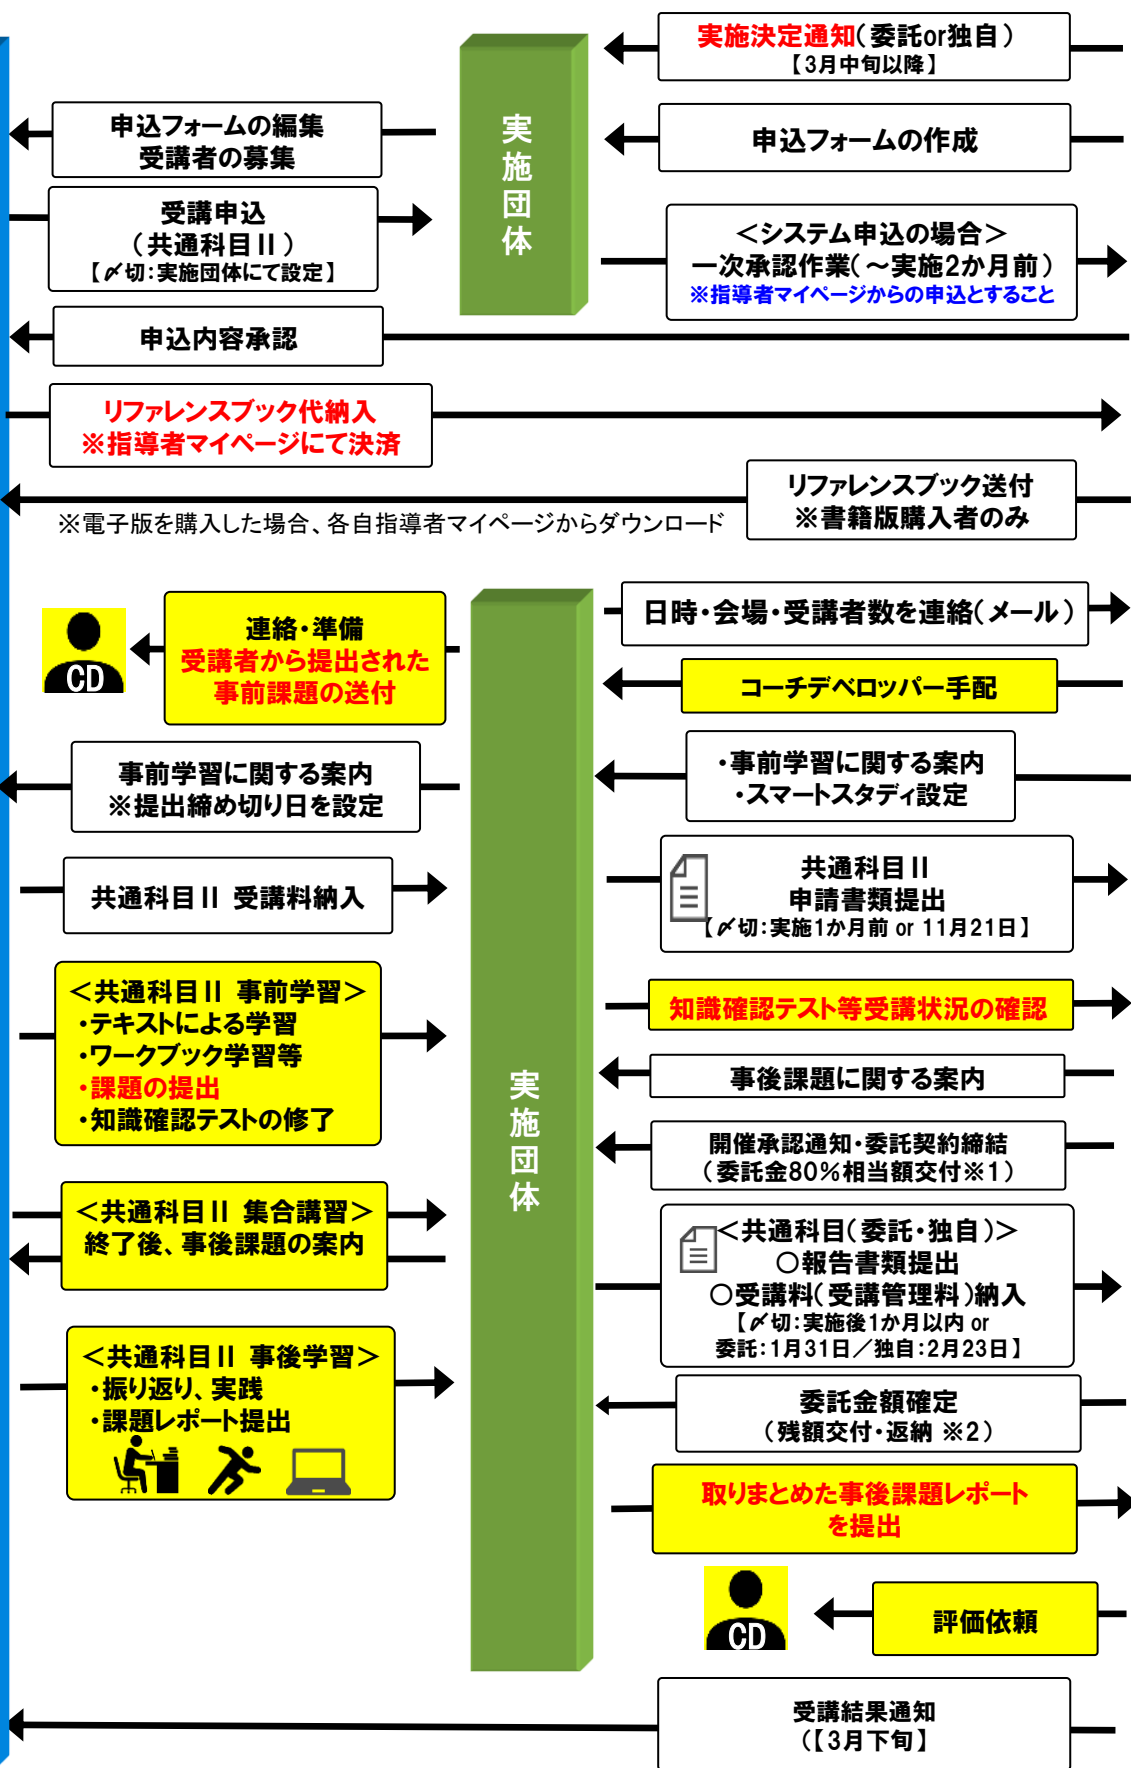 実施決定通知(委託or独自)
【3月中旬以降】
申込フォームの編集
受講者の募集
実施団体
申込フォームの作成
受講申込
(共通科目Ⅱ)
【〆切:実施団体にて設定】
<システム申込の場合>
一次承認作業(～実施2か月前)
※指導者マイページからの申込とすること
申込内容承認
リファレンスブック代納入
※指導者マイページにて決済
リファレンスブック送付
※書籍版購入者のみ
※電子版を購入した場合、各自指導者マイページからダウンロード
日時・会場・受講者数を連絡(メール)
CD
連絡・準備
受講者から提出された
事前課題の送付
コーチデベロッパー手配
事前学習に関する案内
※提出締め切り日を設定
・事前学習に関する案内
・スマートスタディ設定
共通科目Ⅱ 受講料納入
共通科目Ⅱ
申請書類提出
【〆切:実施1か月前 or 11月21日】
<共通科目Ⅱ 事前学習>
・テキストによる学習
・ワークブック学習等
・課題の提出
・知識確認テストの修了
知識確認テスト等受講状況の確認
実施団体
事後課題に関する案内
開催承認通知・委託契約締結
(委託金80%相当額交付※1)
<共通科目Ⅱ 集合講習>
終了後、事後課題の案内
<共通科目(委託・独自)>
○報告書類提出
○受講料(受講管理料)納入
【〆切:実施後1か月以内 or
委託:1月31日/独自:2月23日】
<共通科目Ⅱ 事後学習>
・振り返り、実践
・課題レポート提出
委託金額確定
(残額交付・返納 ※2)
取りまとめた事後課題レポート
を提出
CD
評価依頼
受講結果通知
(【3月下旬】